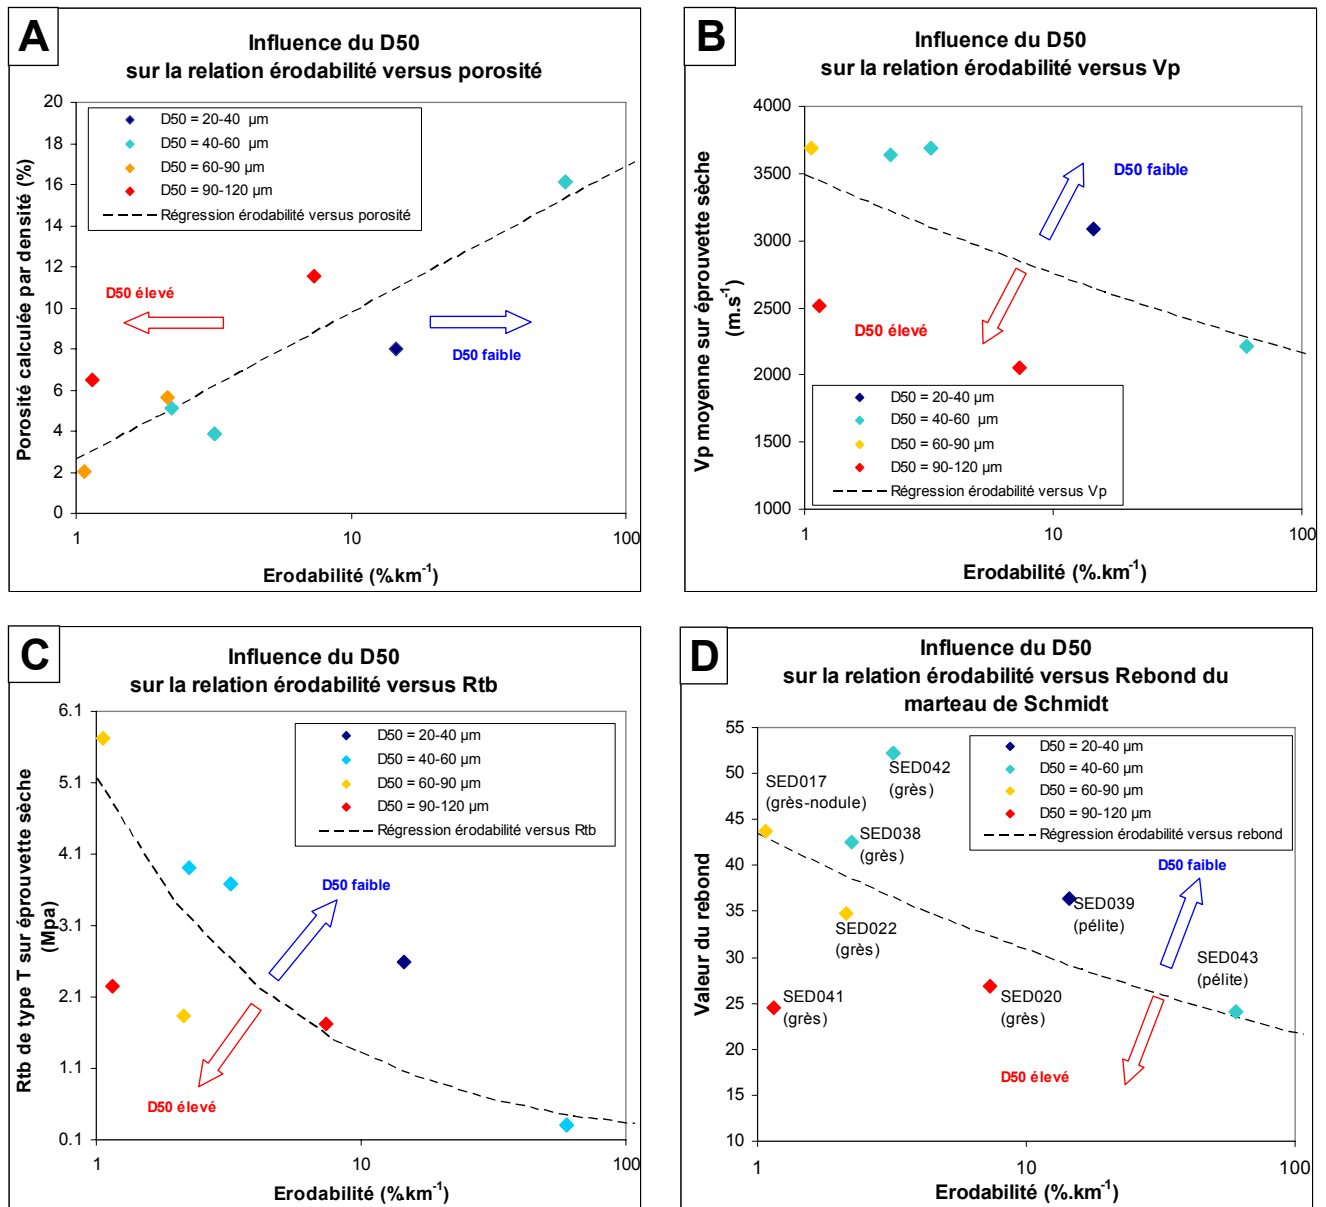 A
Influence du D50
sur la relation érodabilité versus porosité
Porosité calculée par densité (%)
20
18
16
14
12
10
8
6
4
2
0
D50 = 20-40 µm
D50 = 40-60 µm
D50 = 60-90 µm
D50 = 90-120 µm
Régression érodabilité versus porosité
D50 élevé
D50 faible
1
10
100
Erodabilité (%.km⁻¹)
B
Influence du D50
sur la relation érodabilité versus Vp
Vp moyenne sur éprouvette sèche
(m.s⁻¹)
4000
3500
3000
2500
2000
1500
1000
D50 faible
D50 élevé
D50 = 20-40 µm
D50 = 40-60 µm
D50 = 60-90 µm
D50 = 90-120 µm
Régression érodabilité versus Vp
1
10
100
Erodabilité (%.km⁻¹)
C
Influence du D50
sur la relation érodabilité versus Rtb
Rtb de type T sur éprouvette sèche
(Mpa)
6.1
5.1
4.1
3.1
2.1
1.1
0.1
D50 = 20-40 µm
D50 = 40-60 µm
D50 = 60-90 µm
D50 = 90-120 µm
Régression érodabilité versus Rtb
D50 faible
D50 élevé
1
10
100
Erodabilité (%.km⁻¹)
D
Influence du D50
sur la relation érodabilité versus Rebond du
marteau de Schmidt
Valeur du rebond
55
50
45
40
35
30
25
20
15
10
D50 = 20-40 µm
D50 = 40-60 µm
D50 = 60-90 µm
D50 = 90-120 µm
Régression érodabilité versus rebond
SED042
(grès)
SED017
(grès-nodule)
SED038
(grès)
D50 faible
SED039
(pélite)
SED022
(grès)
SED043
(pélite)
SED041
(grès)
SED020
(grès)
D50 élevé
1
10
100
Erodabilité (%.km⁻¹)